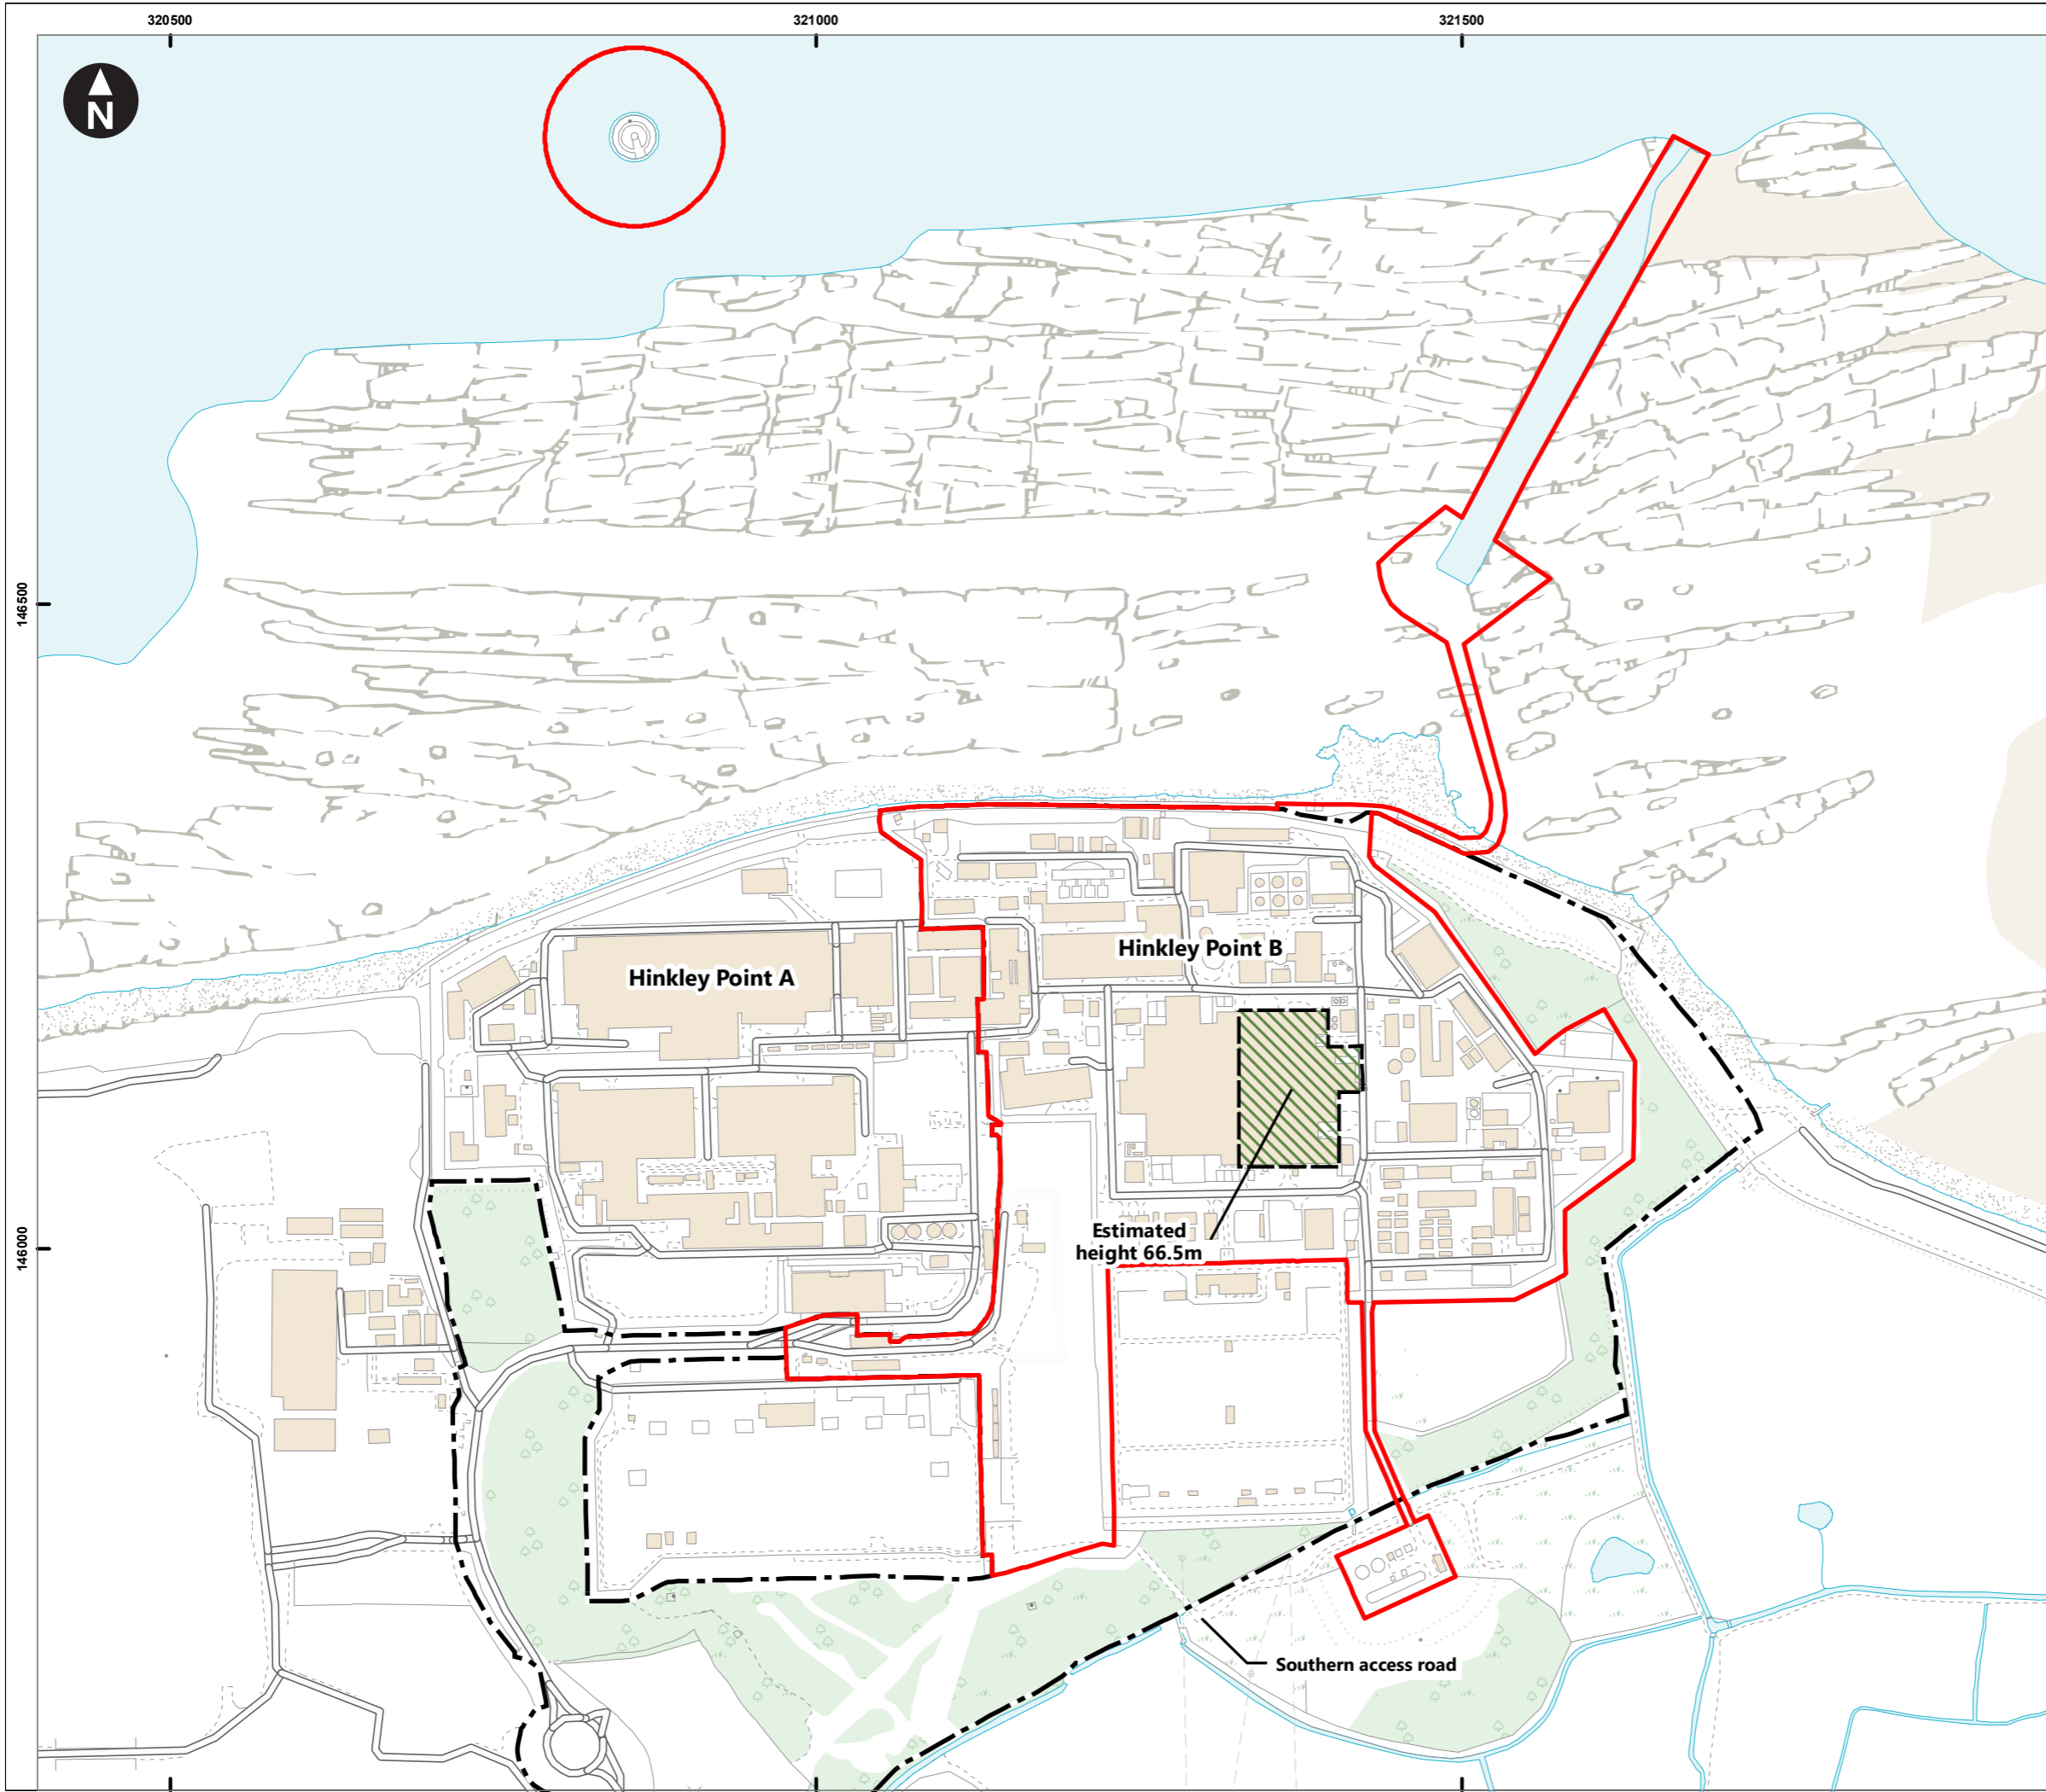 320500
321000
321500
N
146500
Hinkley Point B
Hinkley Point A
Estimated
height 66.5m
146000
P
Southern access road